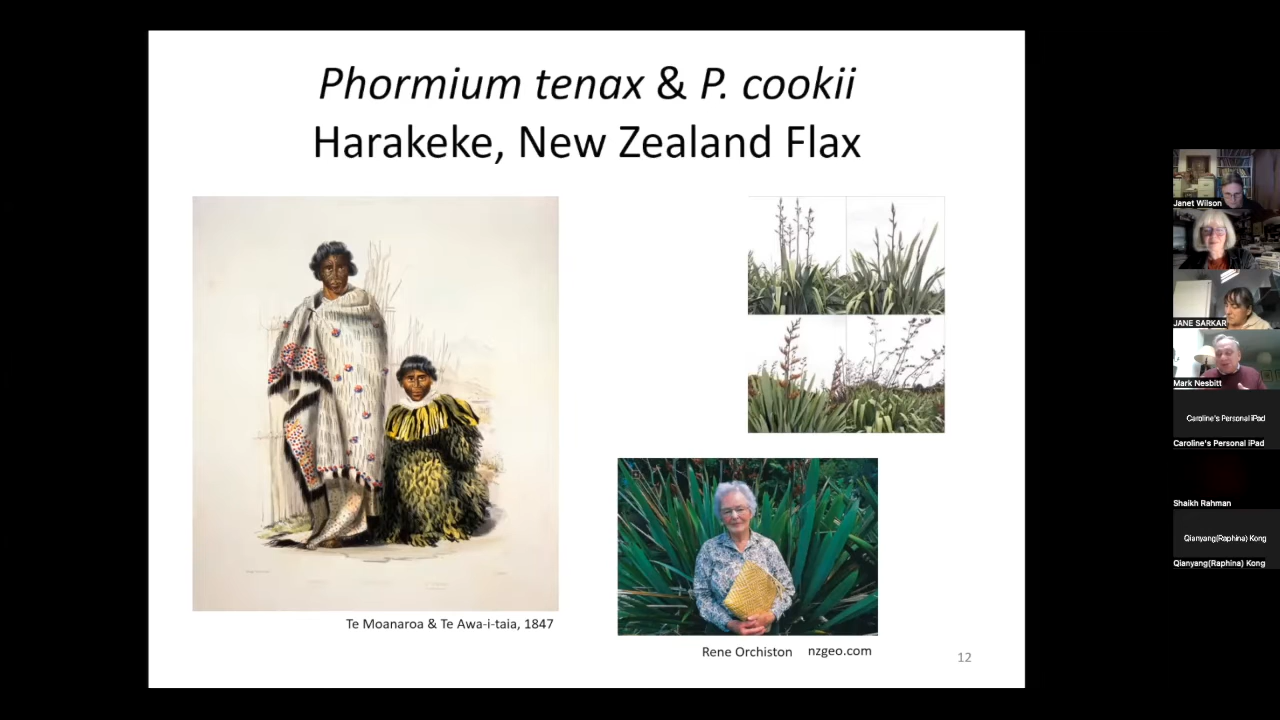 Phormium tenax & P. cookii
Harakeke, New Zealand Flax
Te Moanaroa & Te Awa-i-taia, 1847
Rene Orchiston nzgeo.com
12
Janet Wilson
JANE SARKAR
Mark Nesbitt
Caroline's Personal iPad
Caroline's Personal iPad
Shaikh Rahman
Qianyang(Raphina) Kong
Qianyang(Raphina) Kong